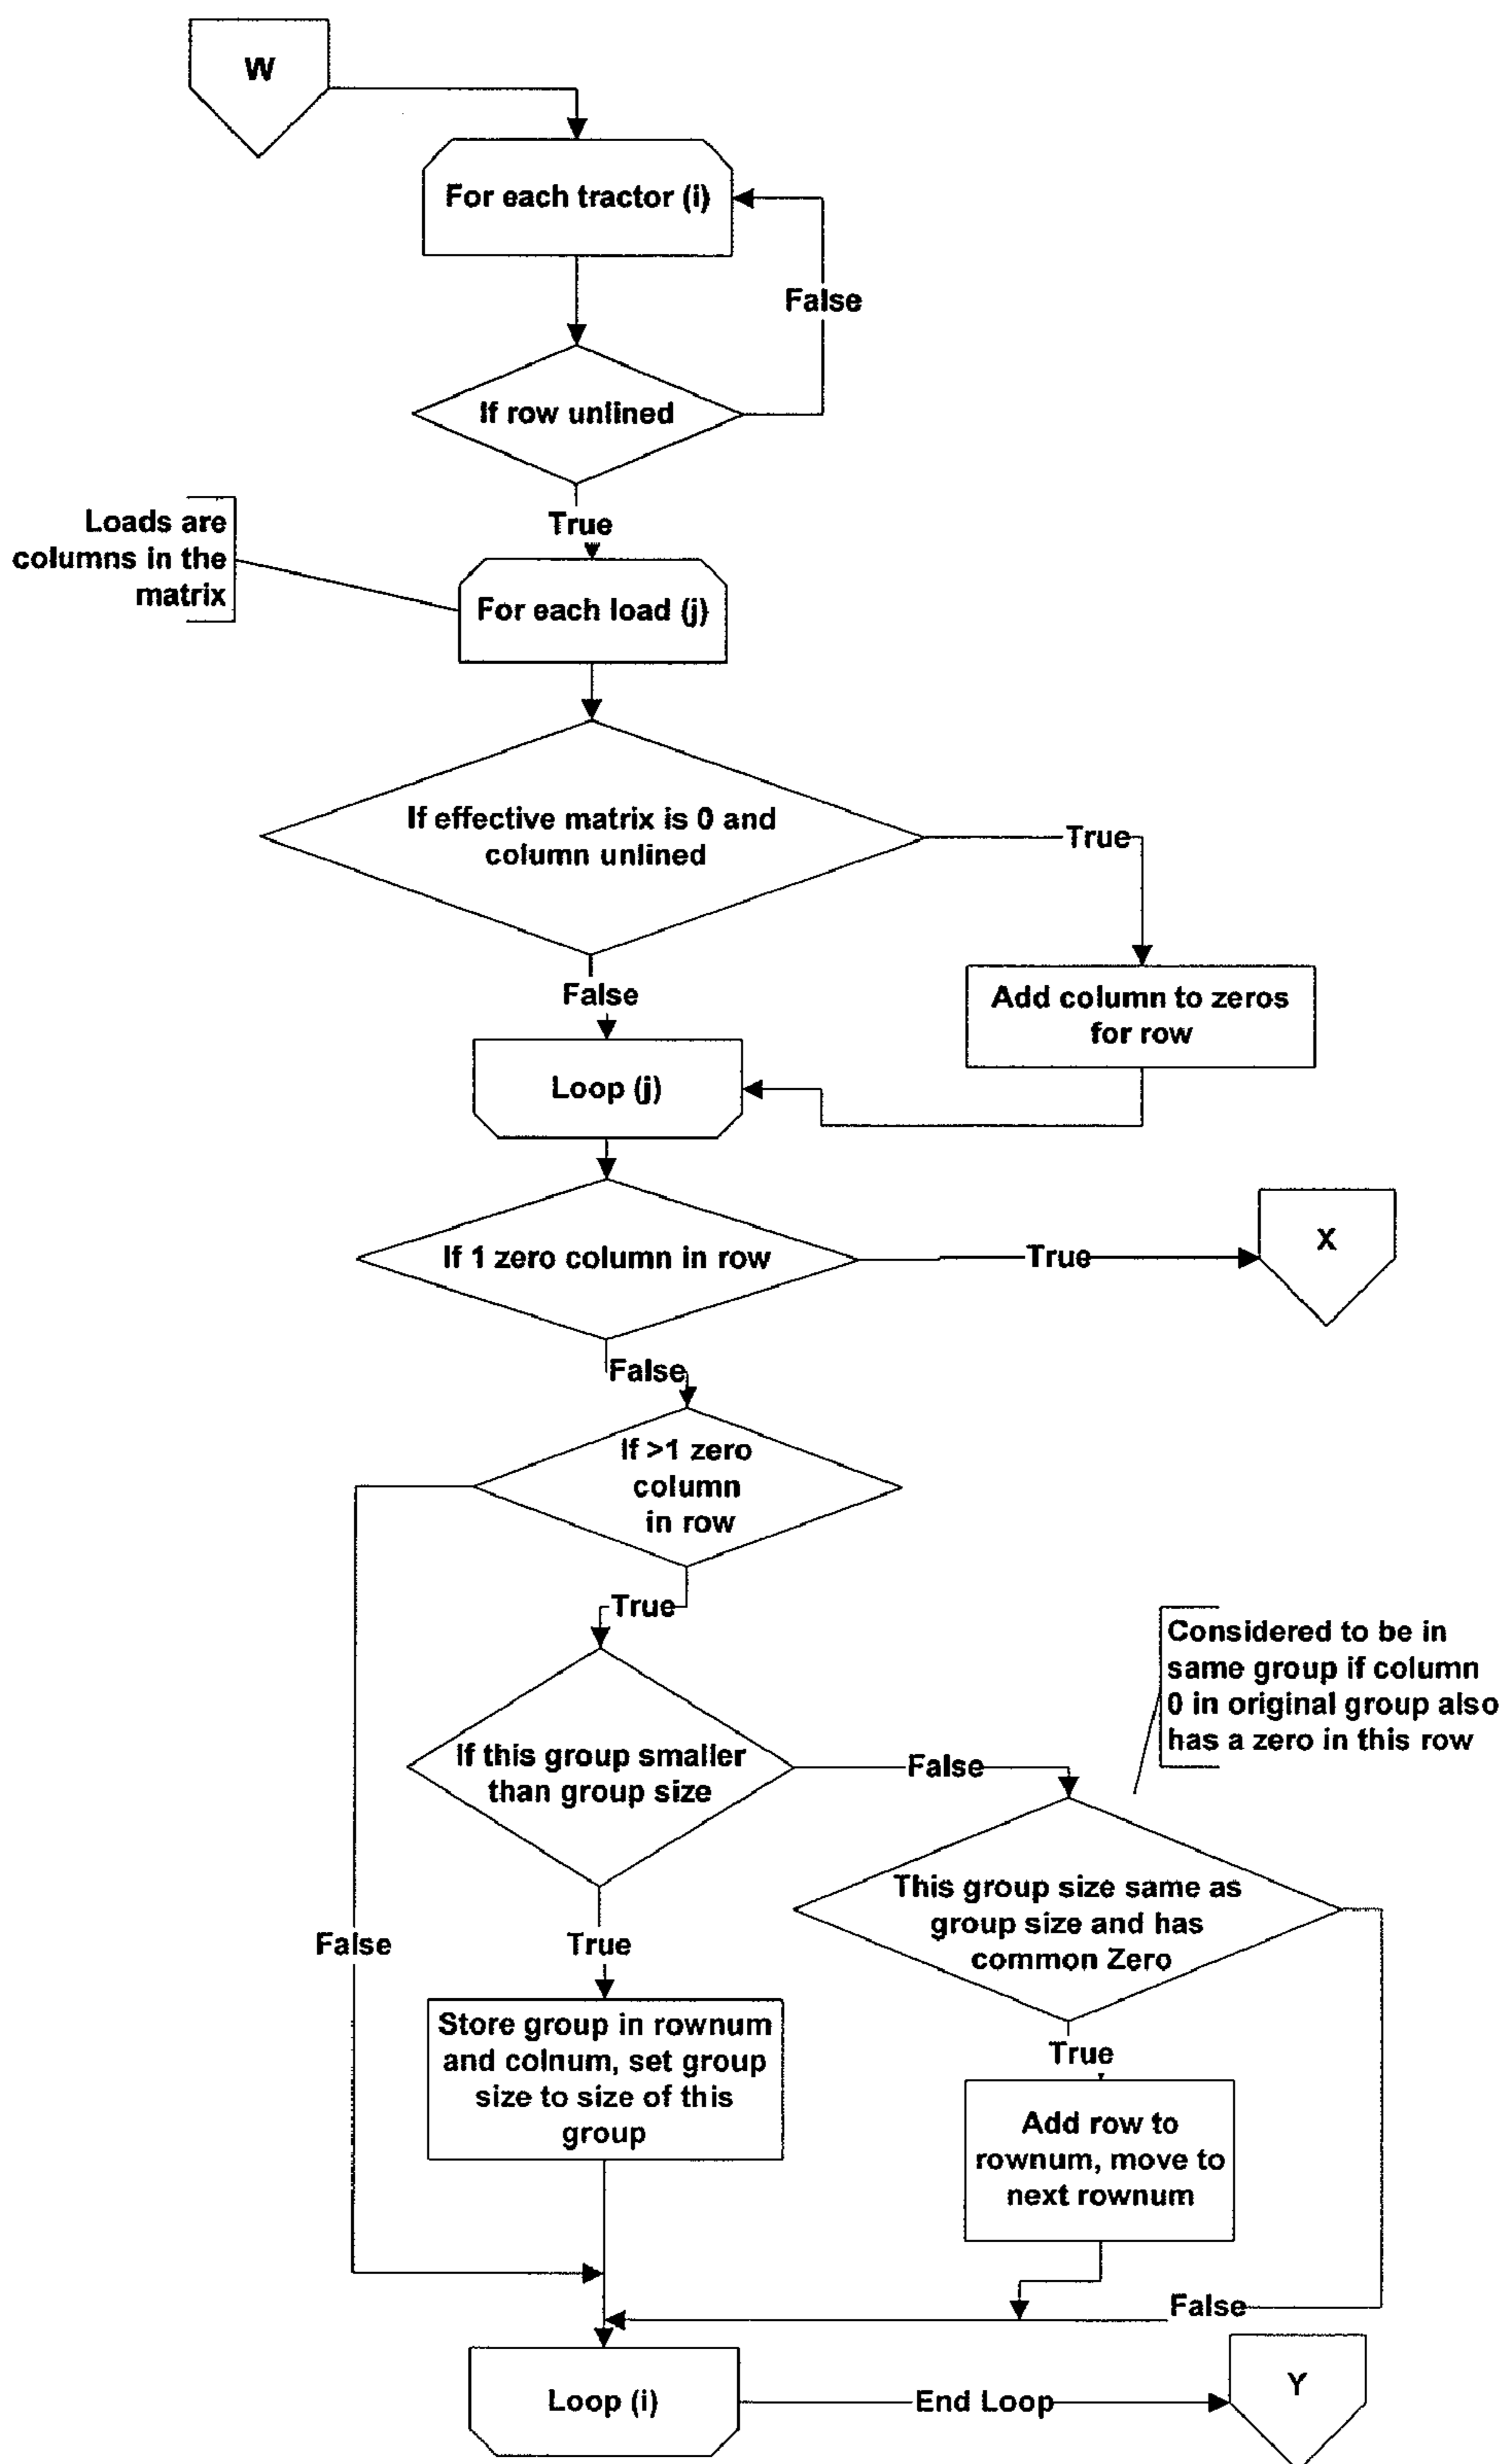 W
For each tractor (i)
False
If row unlined
True
Loads are
columns in the
matrix
For each load (j)
If effective matrix is 0 and
column unlined
True
False
Add column to zeros
for row
Loop (j)
If 1 zero column in row
True
X
False
If >1 zero
column
in row
True
Considered to be in
same group if column
0 in original group also
has a zero in this row
If this group smaller
than group size
False
This group size same as
group size and has
common Zero
False
True
Store group in rownum
and colnum, set group
size to size of this
group
True
Add row to
rownum, move to
next rownum
False
Loop (i)
End Loop
Y